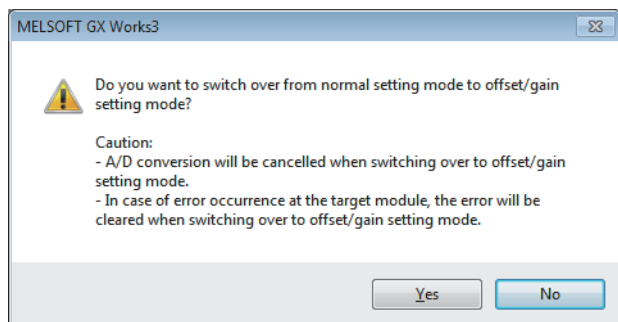 MELSOFT GX Works3
Do you want to switch over from normal setting mode to offset/gain
setting mode?
Caution:
- A/D conversion will be cancelled when switching over to offset/gain
setting mode.
- In case of error occurrence at the target module, the error will be
cleared when switching over to offset/gain setting mode.
Yes
No